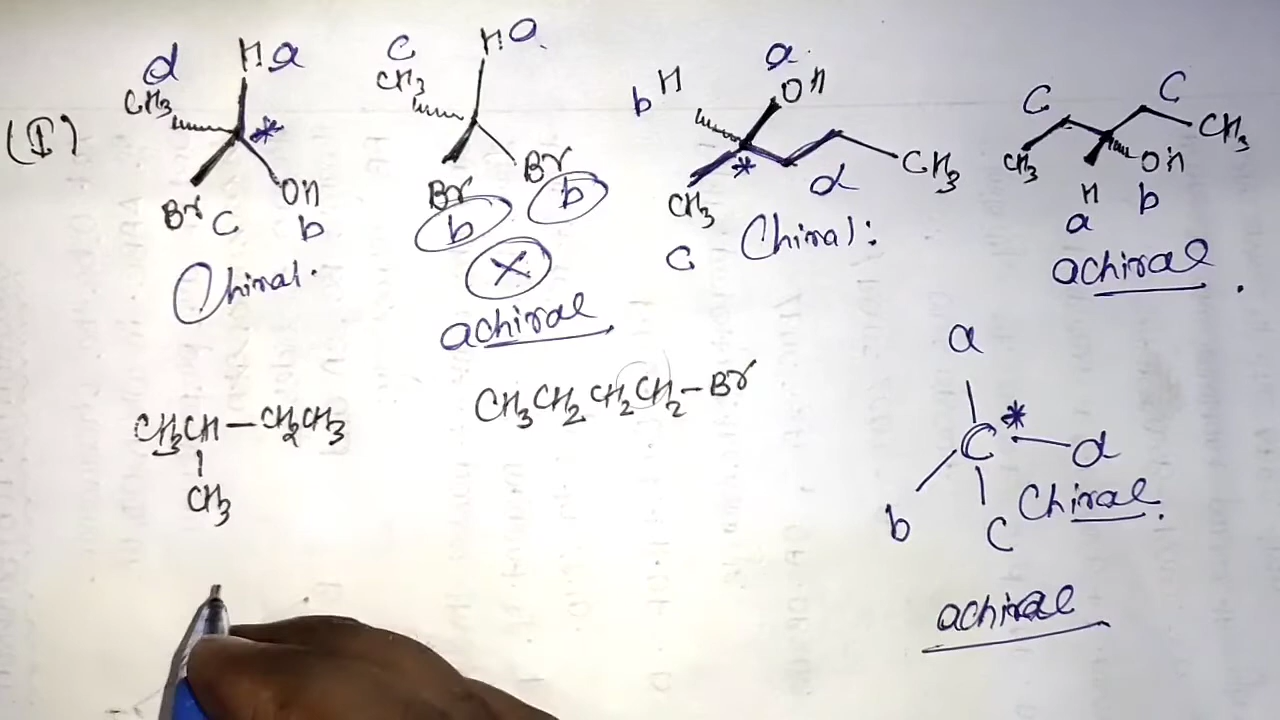 (I)
d H a
CH3 *
Br OH
c b
Chiral.
c H a
CH3
Br Br
b b
X
achiral
a
b H OH
*
CH3 d CH3
c Chiral:
c c
CH3 CH3
H OH
a b
achiral.
CH3CH—CH2CH3
CH3
CH3CH2CH2CH2—Br
a
C* d
b c Chiral.
achiral